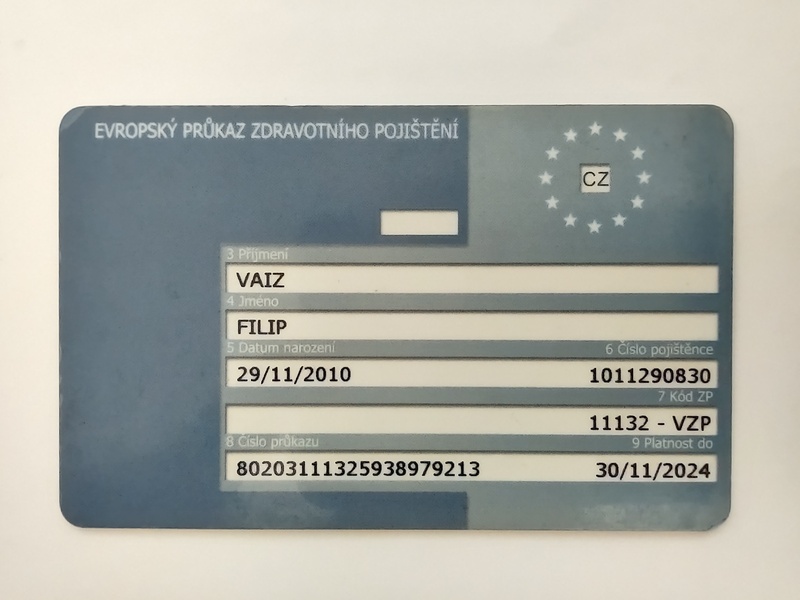 EVROPSKÝ PRŮKAZ ZDRAVOTNÍHO POJIŠTĚNÍ
CZ
3 Příjmení
VAIZ
4 Jméno
FILIP
5 Datum narození 6 Číslo pojištěnce
29/11/2010 1011290830
7 Kód ZP
11132 - VZP
8 Číslo průkazu 9 Platnost do
80203111325938979213 30/11/2024